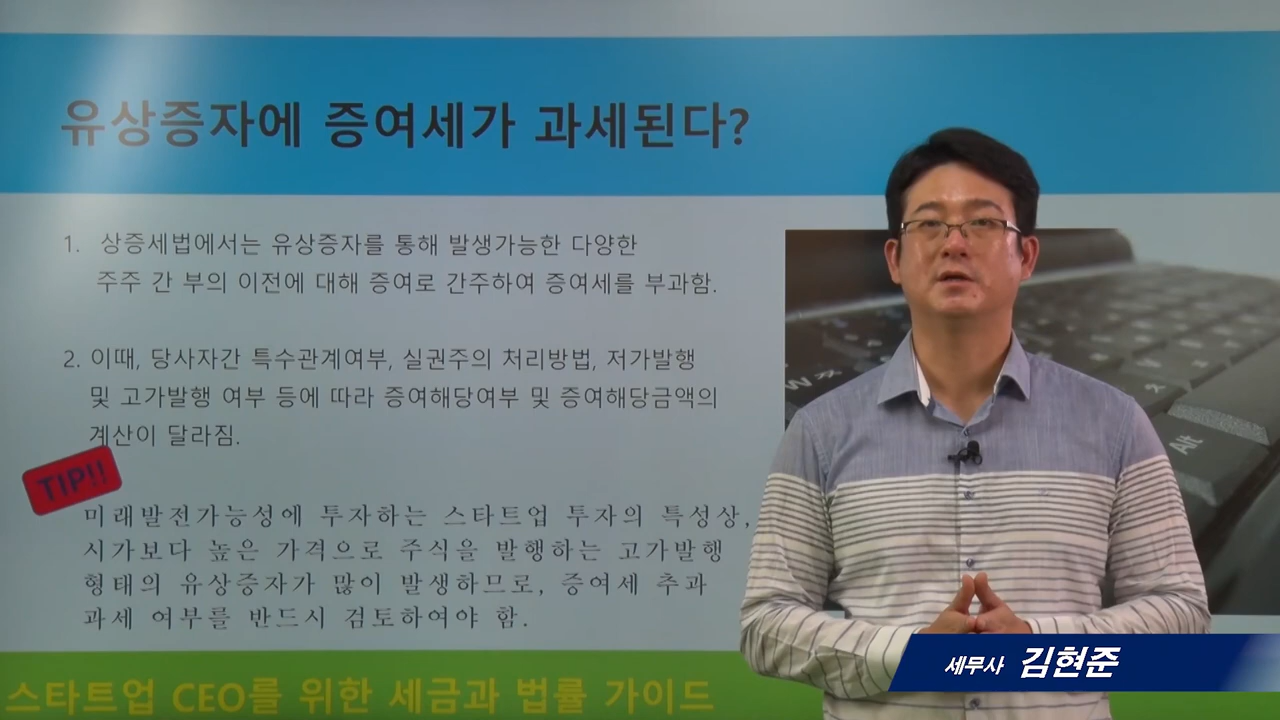 유상증자에 증여세가 과세된다?
1. 상증세법에서는 유상증자를 통해 발생가능한 다양한
주주 간 부의 이전에 대해 증여로 간주하여 증여세를 부과함.
2. 이때, 당사자간 특수관계여부, 실권주의 처리방법, 저가발행
및 고가발행 여부 등에 따라 증여해당여부 및 증여해당금액의
계산이 달라짐.
TIP!!
미래발전가능성에 투자하는 스타트업 투자의 특성상,
시가보다 높은 가격으로 주식을 발행하는 고가발행
형태의 유상증자가 많이 발생하므로, 증여세 추과
과세 여부를 반드시 검토하여야 함.
W ㅈ
Alt
세무사 김현준
스타트업 CEO를 위한 세금과 법률 가이드